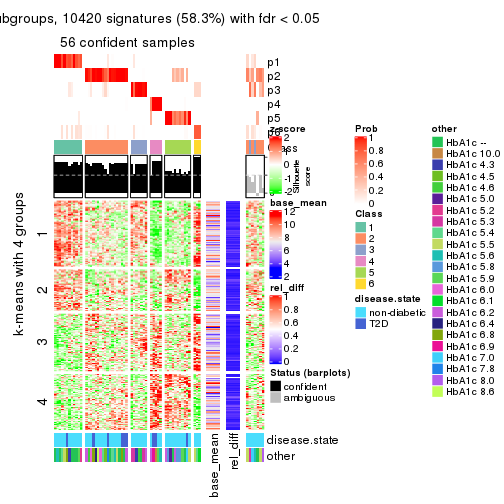 ubgroups, 10420 signatures (58.3%) with fdr < 0.05
56 confident samples
p1
p2
p3
p4
p5
Silhouette
score
k-means with 4 groups
1
2
3
4
base_mean
rel_diff
disease.state
other
2
1
0
-1
-2
base_mean
12
10
8
6
4
2
rel_diff
1
0.8
0.6
0.4
0.2
0
Status (barplots)
confident
ambiguous
Prob
1
0.8
0.6
0.4
0.2
0
Class
1
2
3
4
5
6
disease.state
non-diabetic
T2D
other
HbA1c --
HbA1c 10.0
HbA1c 4.3
HbA1c 4.5
HbA1c 4.6
HbA1c 5.0
HbA1c 5.2
HbA1c 5.3
HbA1c 5.4
HbA1c 5.5
HbA1c 5.6
HbA1c 5.8
HbA1c 5.9
HbA1c 6.0
HbA1c 6.1
HbA1c 6.2
HbA1c 6.4
HbA1c 6.8
HbA1c 6.9
HbA1c 7.0
HbA1c 7.8
HbA1c 8.0
HbA1c 8.6